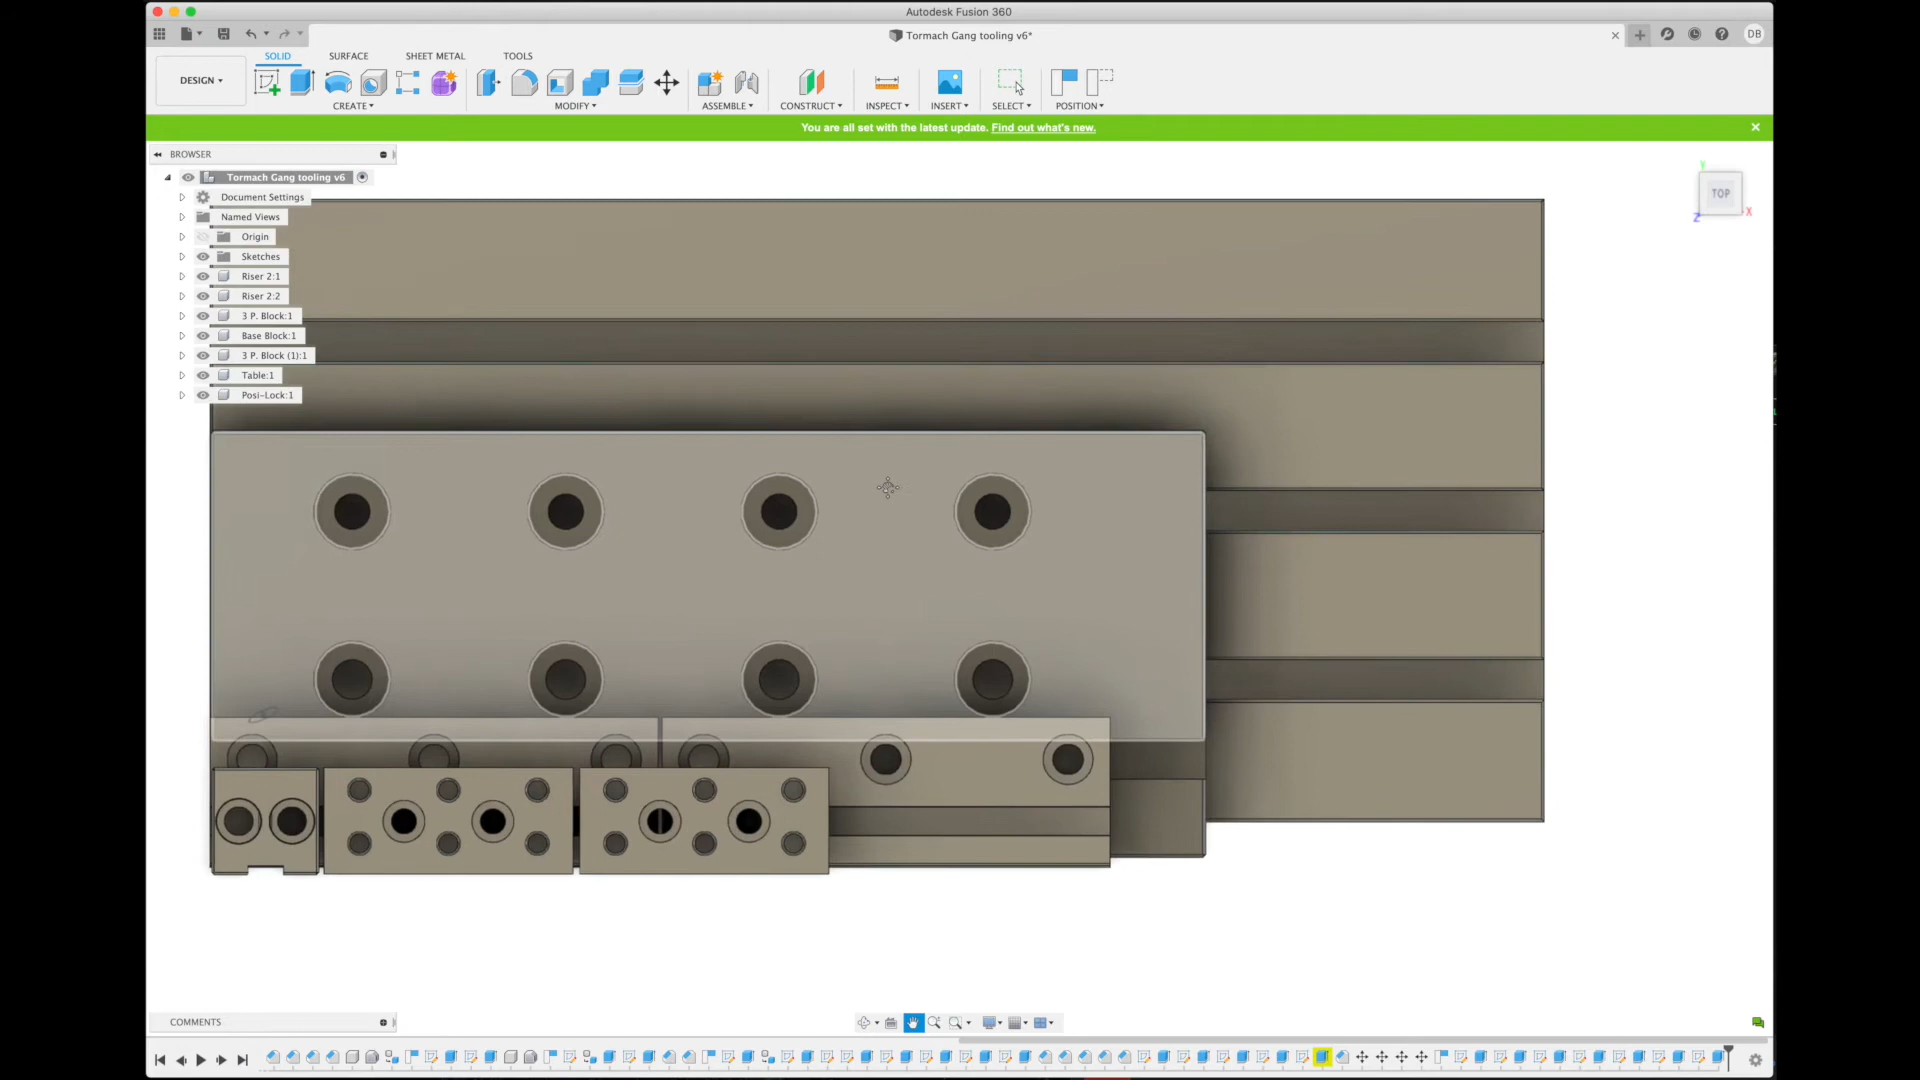 Autodesk Fusion 360
Tormach Gang tooling v6*
DB
SOLID SURFACE SHEET METAL TOOLS
DESIGN
CREATE MODIFY ASSEMBLE CONSTRUCT INSPECT INSERT SELECT POSITION
You are all set with the latest update. Find out what's new.
BROWSER
Tormach Gang tooling v6
Document Settings
Named Views
Origin
Sketches
Riser 2:1
Riser 2:2
3 P. Block:1
Base Block:1
3 P. Block (1):1
Table:1
Posi-Lock:1
Y
TOP
X
Z
COMMENTS